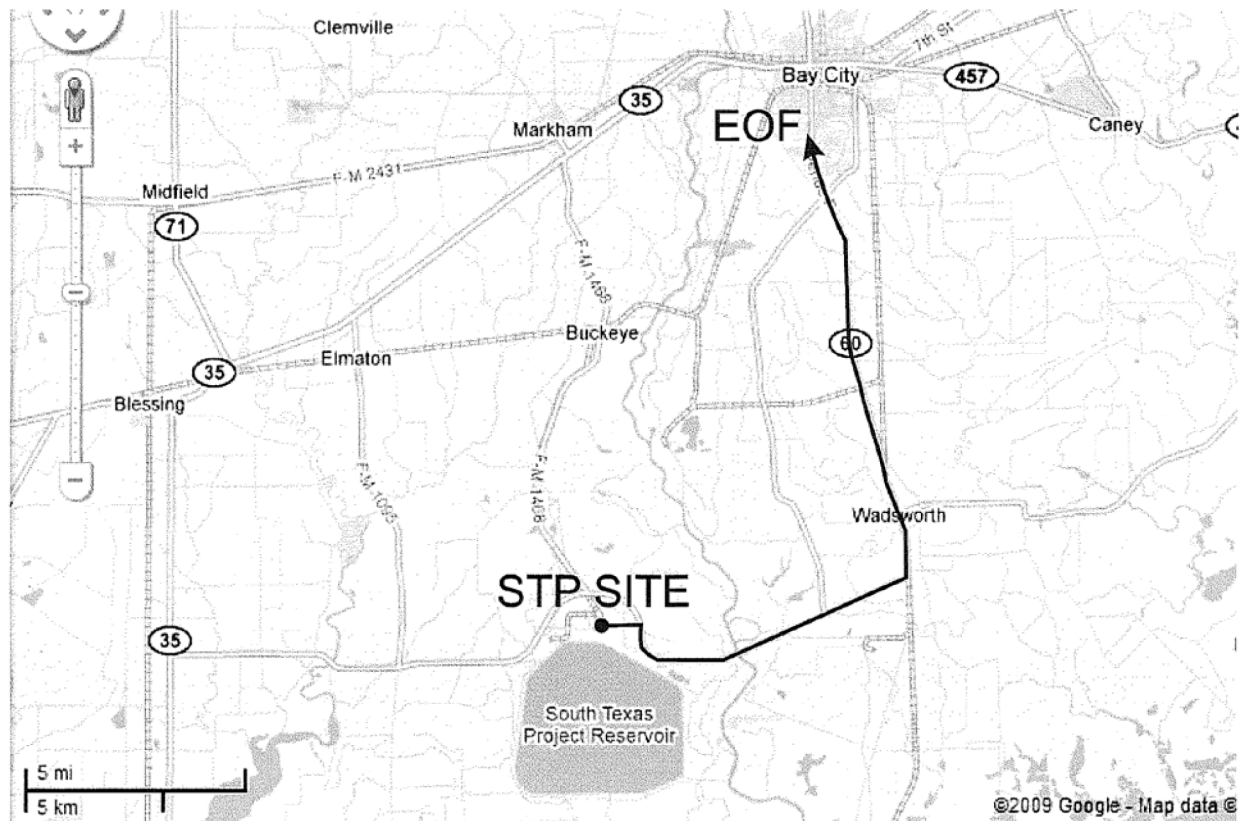 Clemville
7th St
Bay City
457
35
EOF
Markham
Caney
F-M 2431
Midfield
71
F-M 1468
60
Buckeye
Elmaton
35
Blessing
F-M 1095
F-M 1468
Wadsworth
STP SITE
35
South Texas
Project Reservoir
5 mi
5 km
©2009 Google - Map data ©